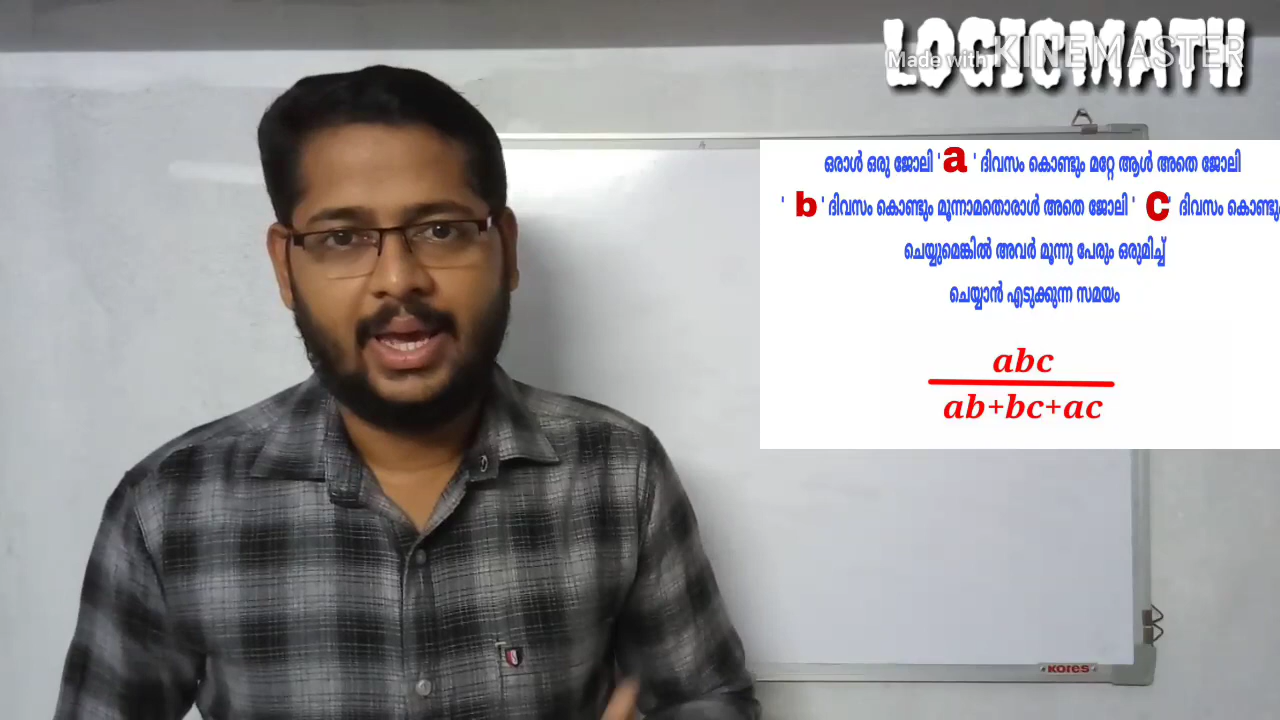 LOGICMATH
Made with KINEMASTER
ഒരാൾ ഒരു ജോലി ' a ' ദിവസം കൊണ്ടും മറ്റേ ആൾ അതെ ജോലി
' b ' ദിവസം കൊണ്ടും മൂന്നാമതൊരാൾ അതെ ജോലി ' C ' ദിവസം കൊണ്ടും
ചെയ്യുമെങ്കിൽ അവർ മൂന്നു പേരും ഒരുമിച്ച്
ചെയ്യാൻ എടുക്കുന്ന സമയം
abc
ab+bc+ac
KORES